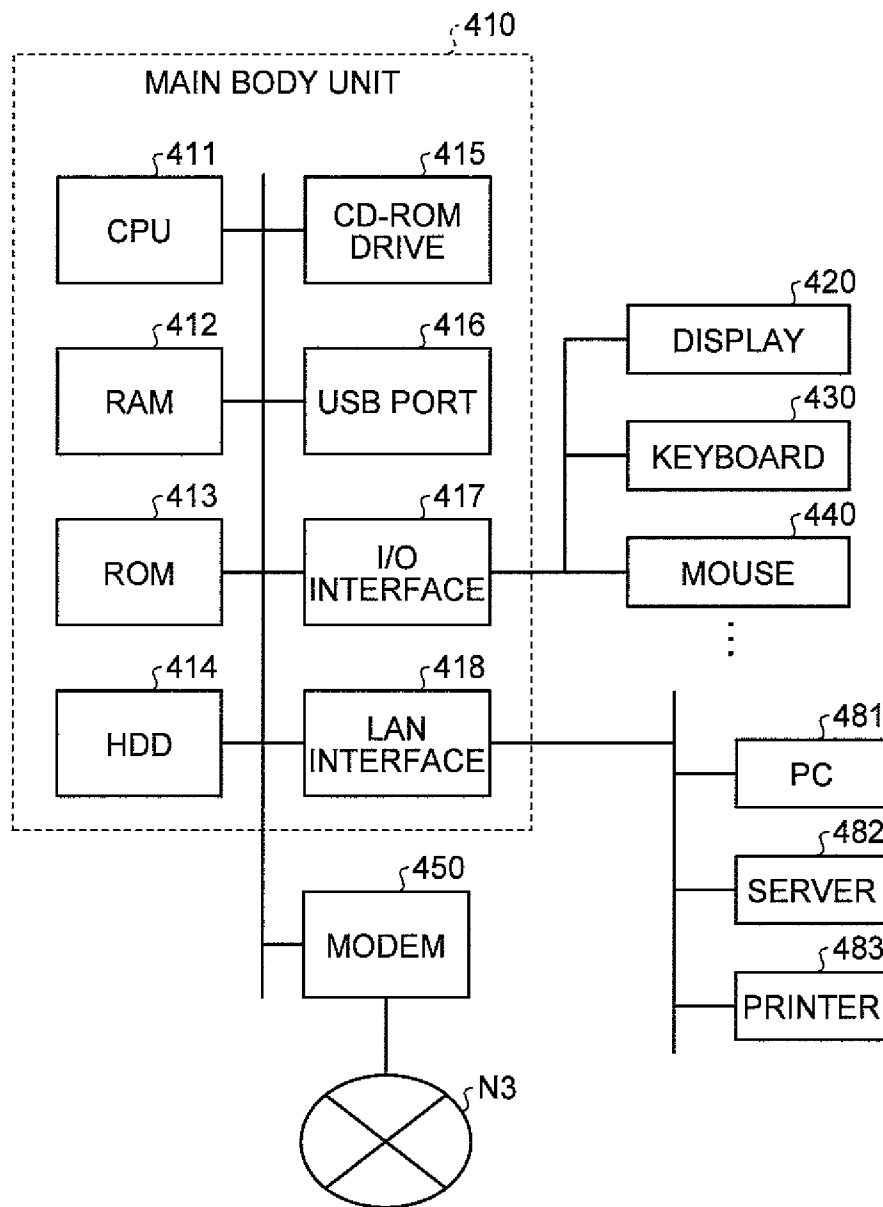 410
MAIN BODY UNIT
411
CPU
415
CD-ROM
DRIVE
412
RAM
416
USB PORT
413
ROM
417
I/O
INTERFACE
414
HDD
418
LAN
INTERFACE
420
DISPLAY
430
KEYBOARD
440
MOUSE
481
PC
482
SERVER
483
PRINTER
450
MODEM
N3